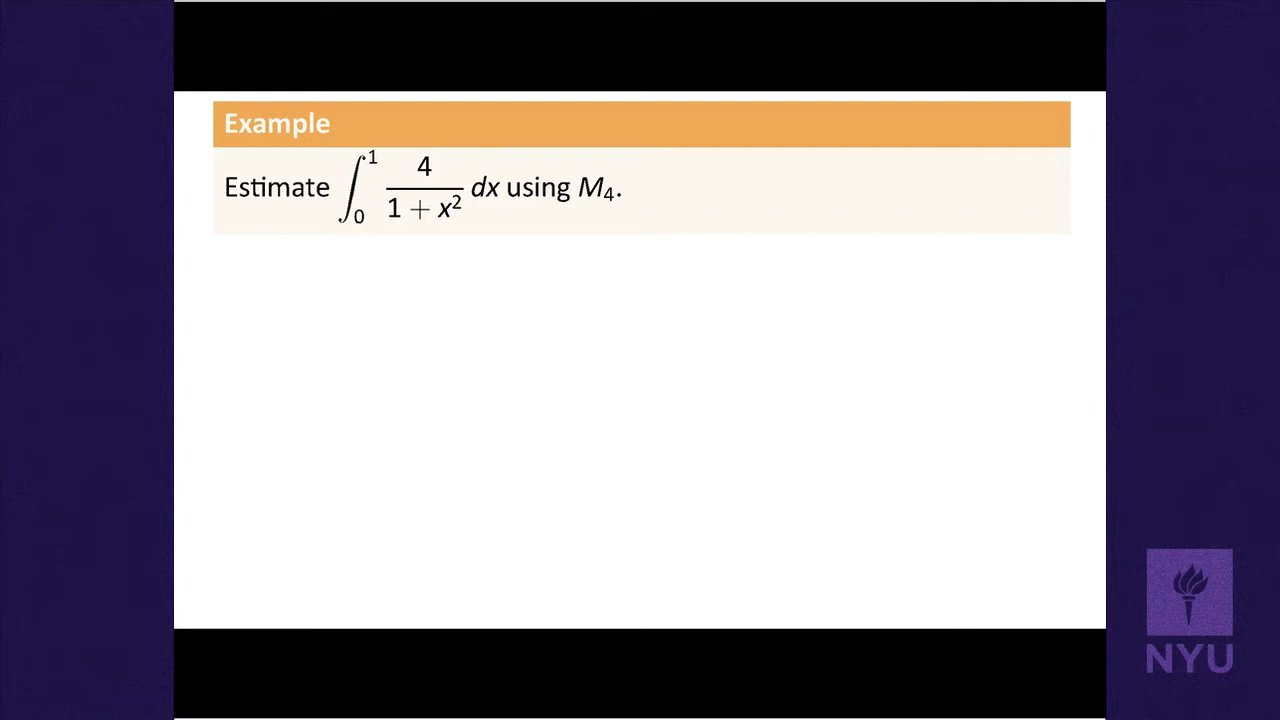 Example
Estimate ∫₀¹ 4/(1 + x²) dx using M₄.
NYU